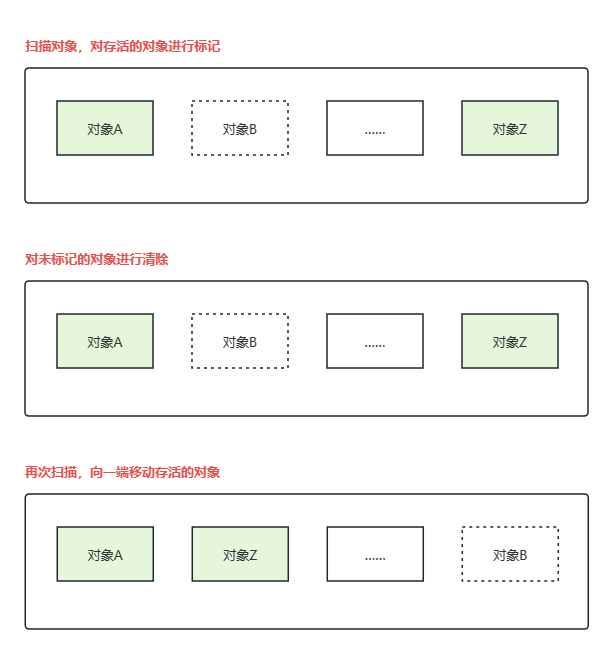 扫描对象，对存活的对象进行标记
对象A
对象B
......
对象Z
对未标记的对象进行清除
对象A
对象B
......
对象Z
再次扫描，向一端移动存活的对象
对象A
对象Z
......
对象B